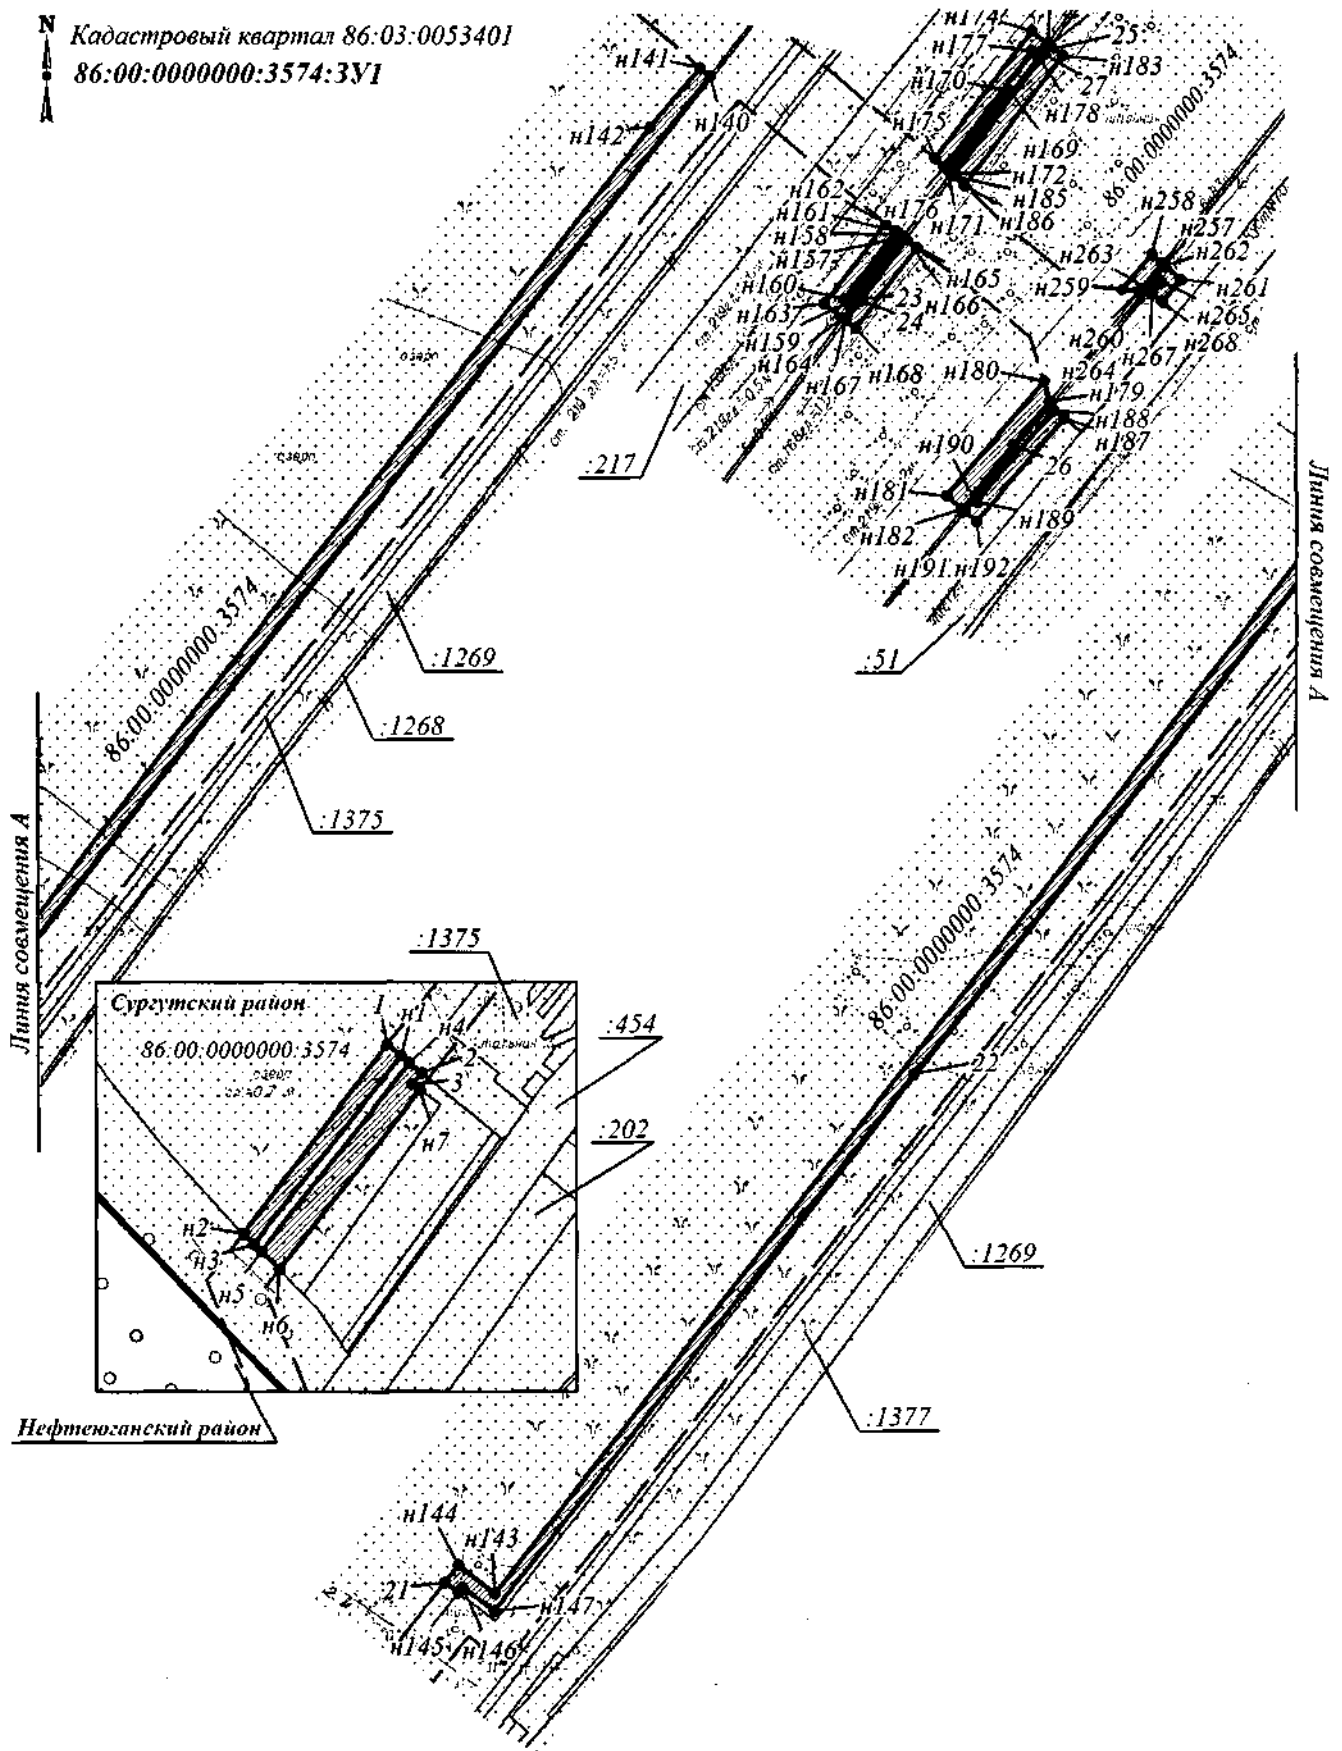 N
Кадастровый квартал 86:03:0053401
86:00:0000000:3574:ЗУ1
н141
н142
н140
н174
н177
н170
н175
25
н183
27
н178
н169
н172
н185
н186
н171
86:00:0000000:3574
н162
н161
н158
н157
н176
н160
н163
н159
н164
н167
н168
23
24
н165
н166
н258
н257
н262
н263
н259
н261
н265
н268
н260
н267
н264
н180
н179
н188
н187
26
н190
н181
н182
н189
н191
н192
озеро
озеро
:217
:51
86:00:0000000:3574
:1269
:1268
:1375
Линия совмещения А
Линия совмещения А
86:00:0000000:3574
22
:1269
:1377
:1375
:454
:202
Сургутский район
86:00:0000000:3574
озеро
1
н1
н4
2
3
н7
н2
н3
н5
н6
Нефтеюганский район
н144
н143
21
н147
н145
н146